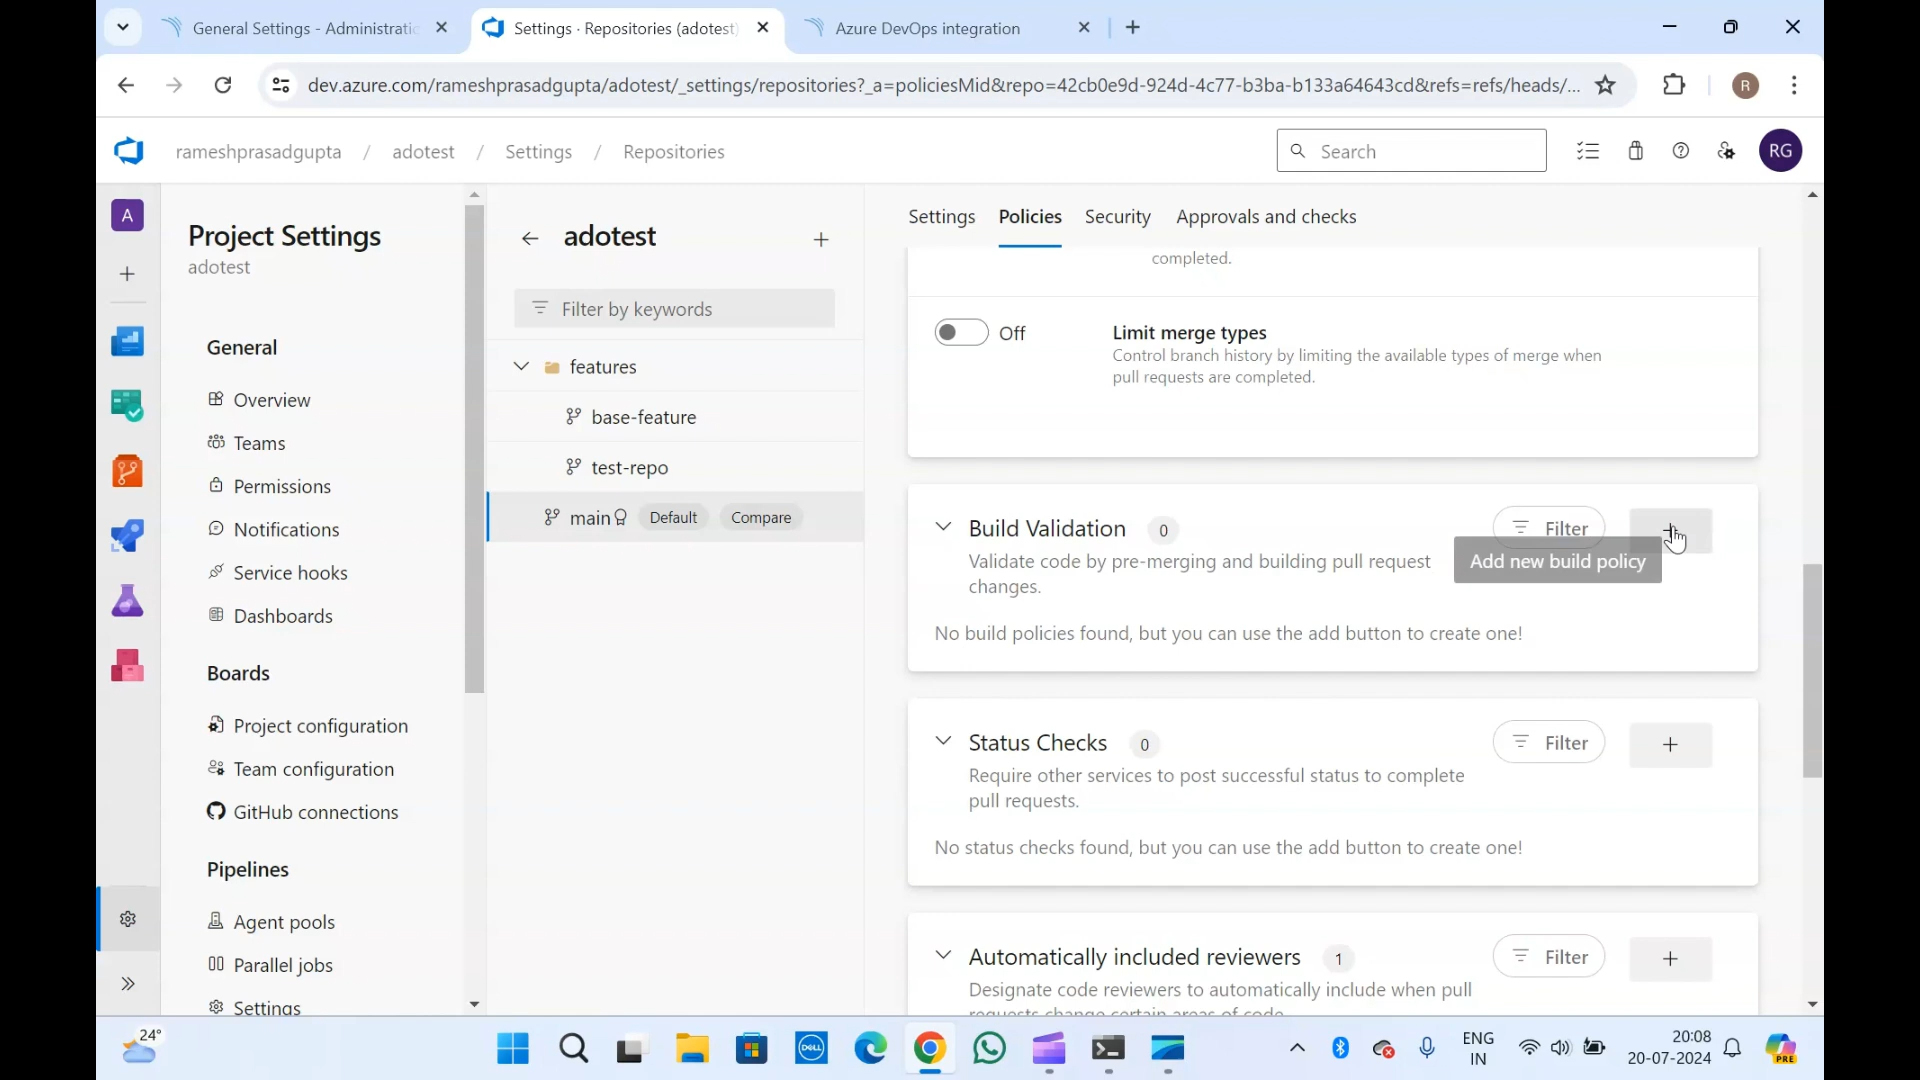 General Settings - Administratic
Settings · Repositories (adotest)
Azure DevOps integration
dev.azure.com/rameshprasadgupta/adotest/_settings/repositories?_a=policiesMid&repo=42cb0e9d-924d-4c77-b3ba-b133a64643cd&refs=refs/heads/...
R
rameshprasadgupta / adotest / Settings / Repositories
Search
RG
A
Project Settings
adotest
General
Overview
Teams
Permissions
Notifications
Service hooks
Dashboards
Boards
Project configuration
Team configuration
GitHub connections
Pipelines
Agent pools
Parallel jobs
Settings
adotest
Filter by keywords
features
base-feature
test-repo
main Default Compare
Settings Policies Security Approvals and checks
completed.
Off
Limit merge types
Control branch history by limiting the available types of merge when
pull requests are completed.
Build Validation 0
Filter
Validate code by pre-merging and building pull request
changes.
Add new build policy
No build policies found, but you can use the add button to create one!
Status Checks 0
Filter
Require other services to post successful status to complete
pull requests.
No status checks found, but you can use the add button to create one!
Automatically included reviewers 1
Filter
Designate code reviewers to automatically include when pull
requests change certain areas of code.
24°
DELL
ENG
IN
20:08
20-07-2024
PRE